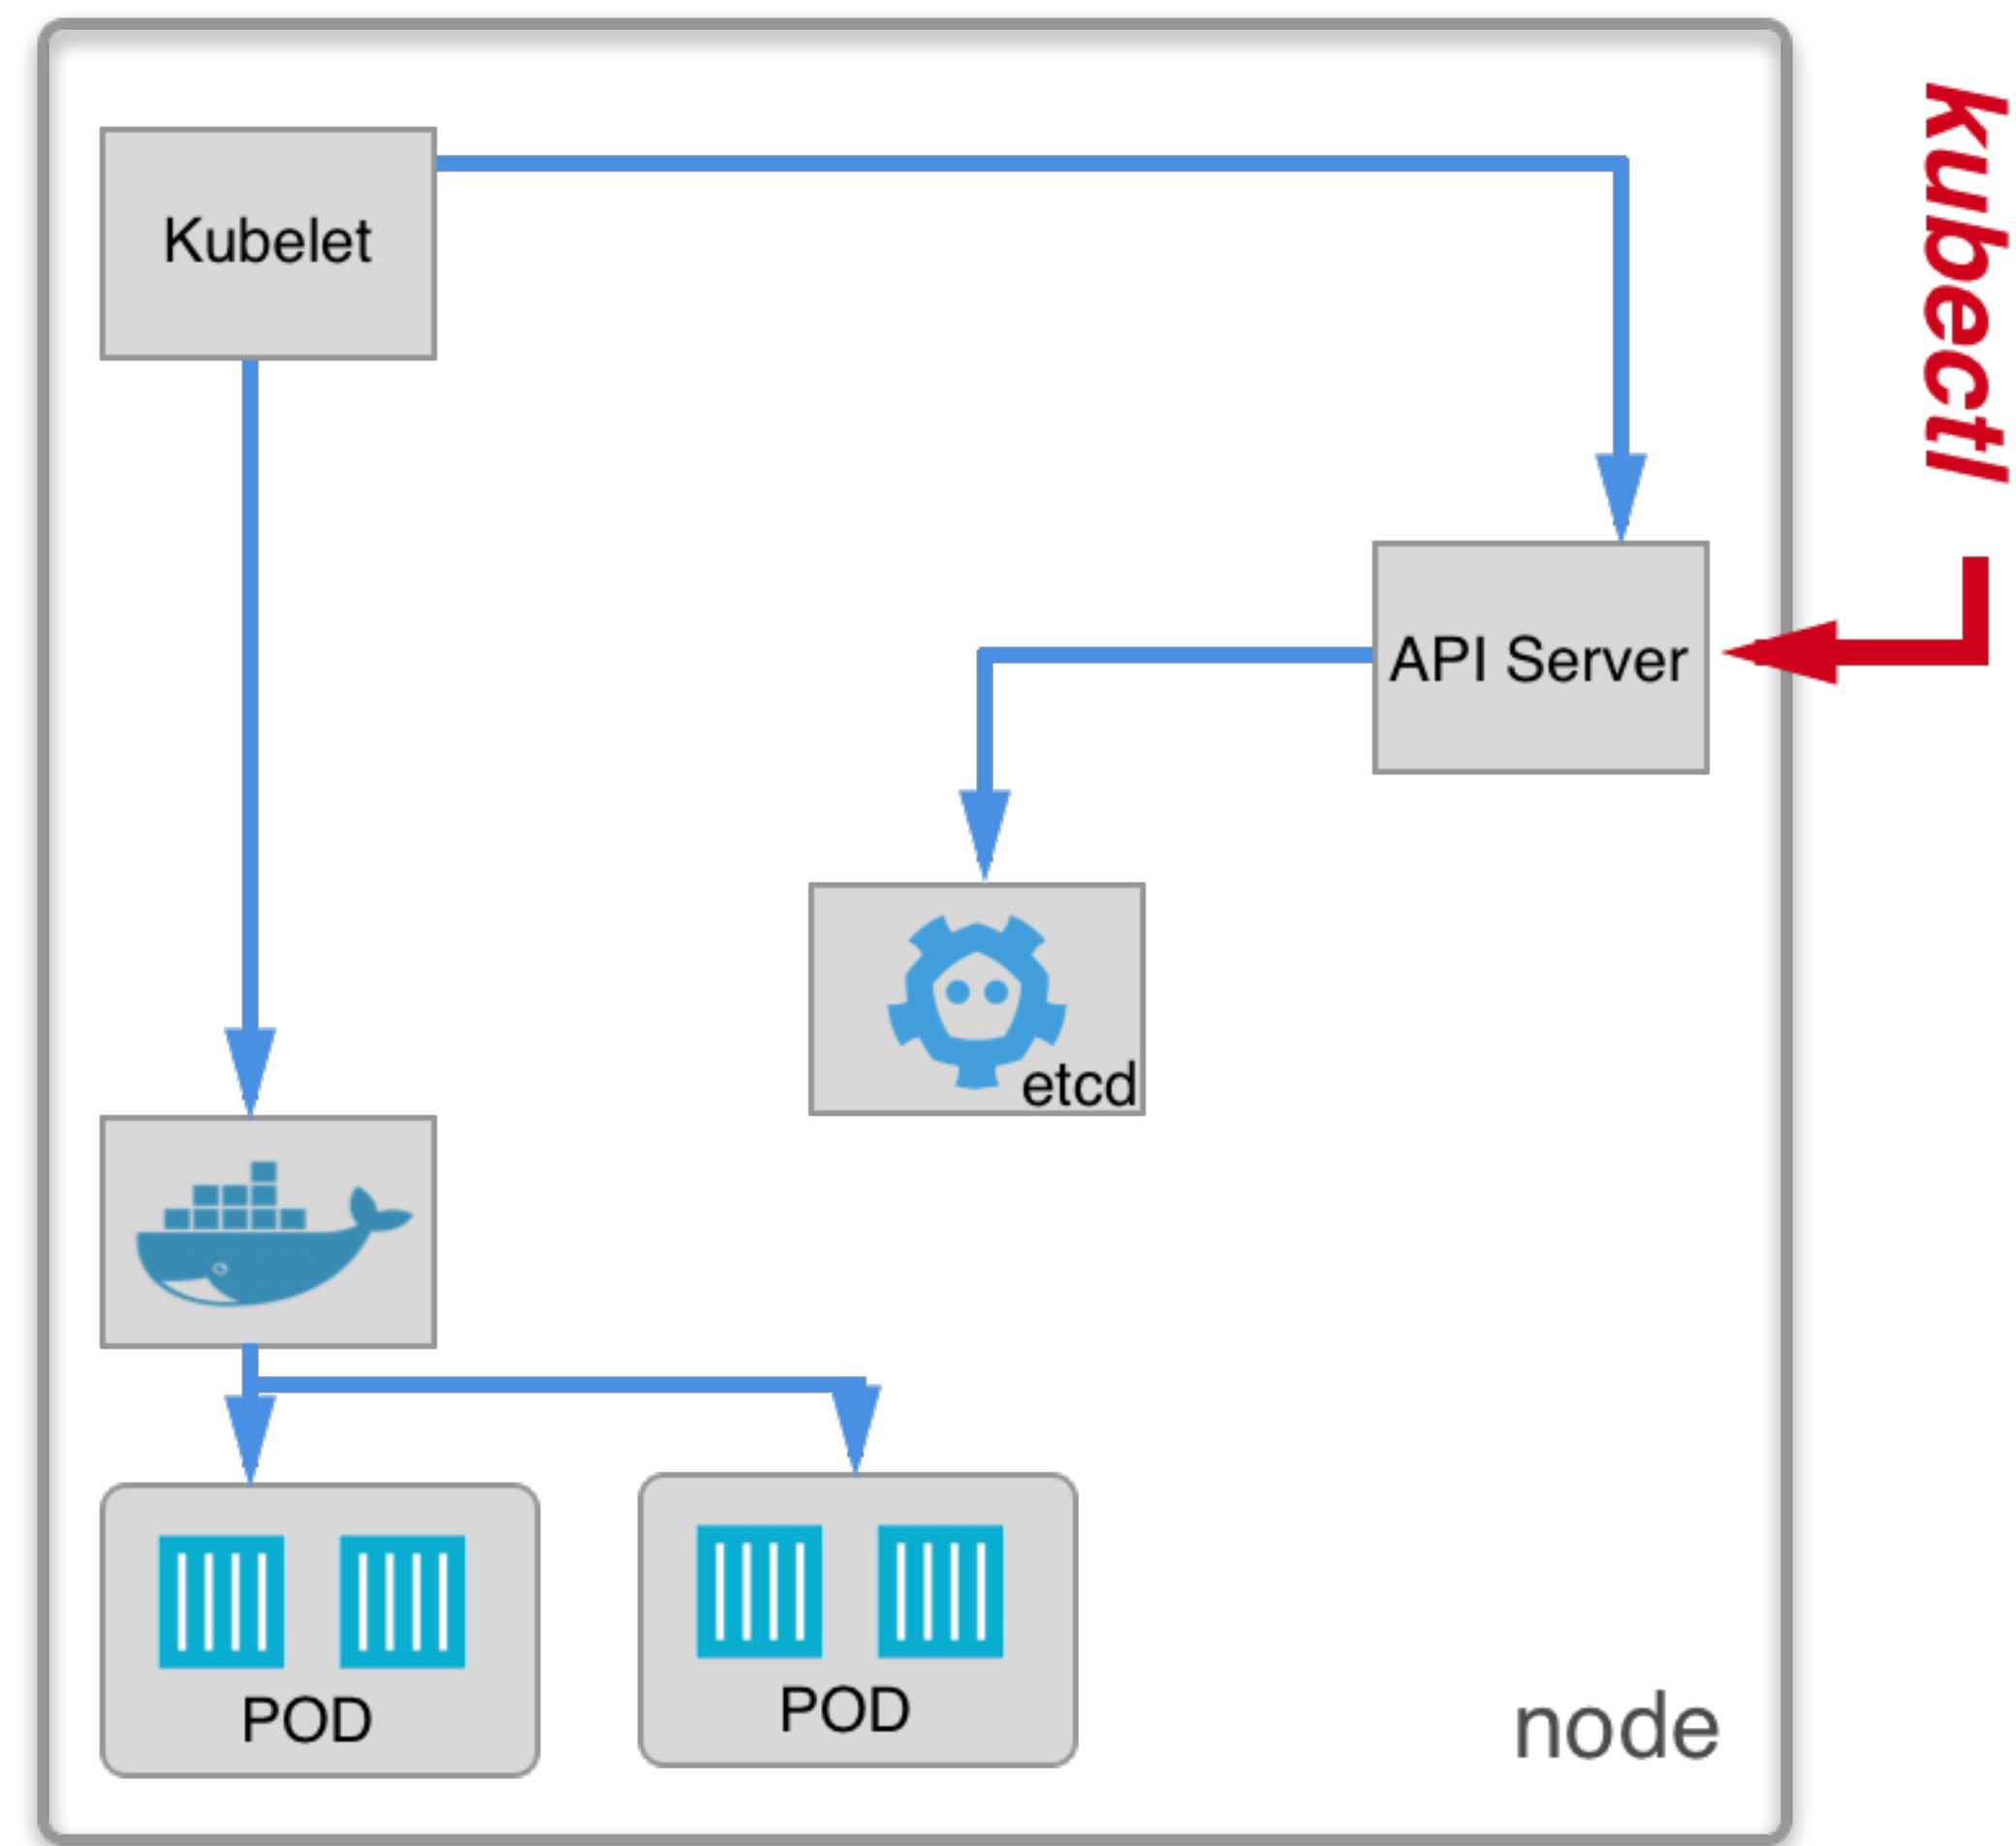 kubectl
Kubelet
API Server
etcd
POD
POD
node